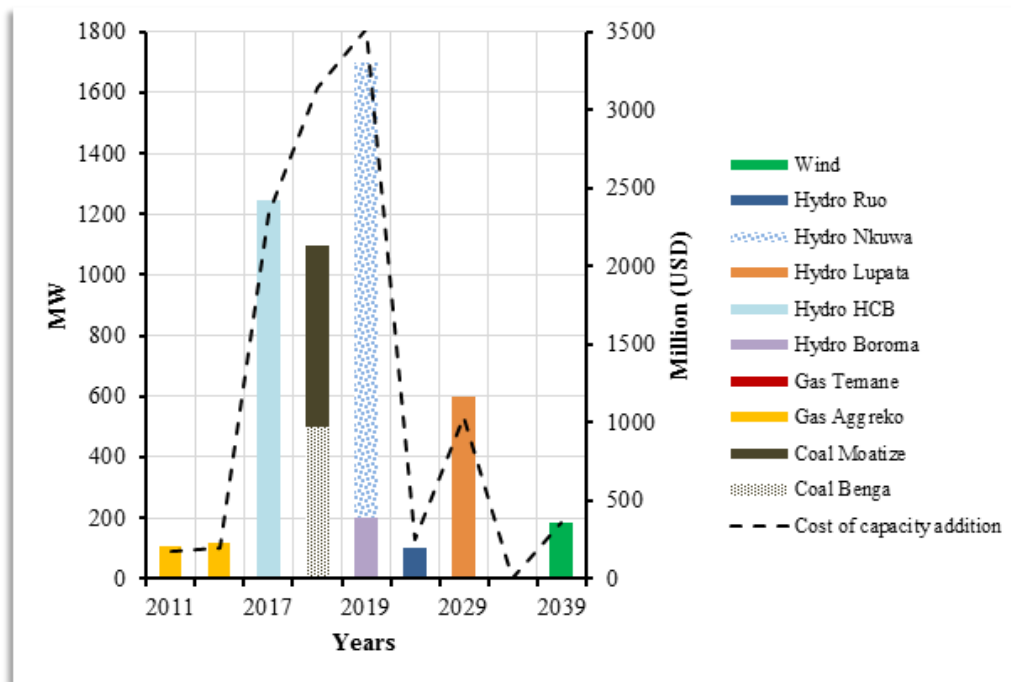 1800
1600
1400
1200
1000
800
600
400
200
0
MW
3500
3000
2500
2000
1500
1000
500
0
Million (USD)
2011
2017
2019
2029
2039
Years
Wind
Hydro Ruo
Hydro Nkuwa
Hydro Lupata
Hydro HCB
Hydro Boroma
Gas Temane
Gas Aggreko
Coal Moatize
Coal Benga
Cost of capacity addition